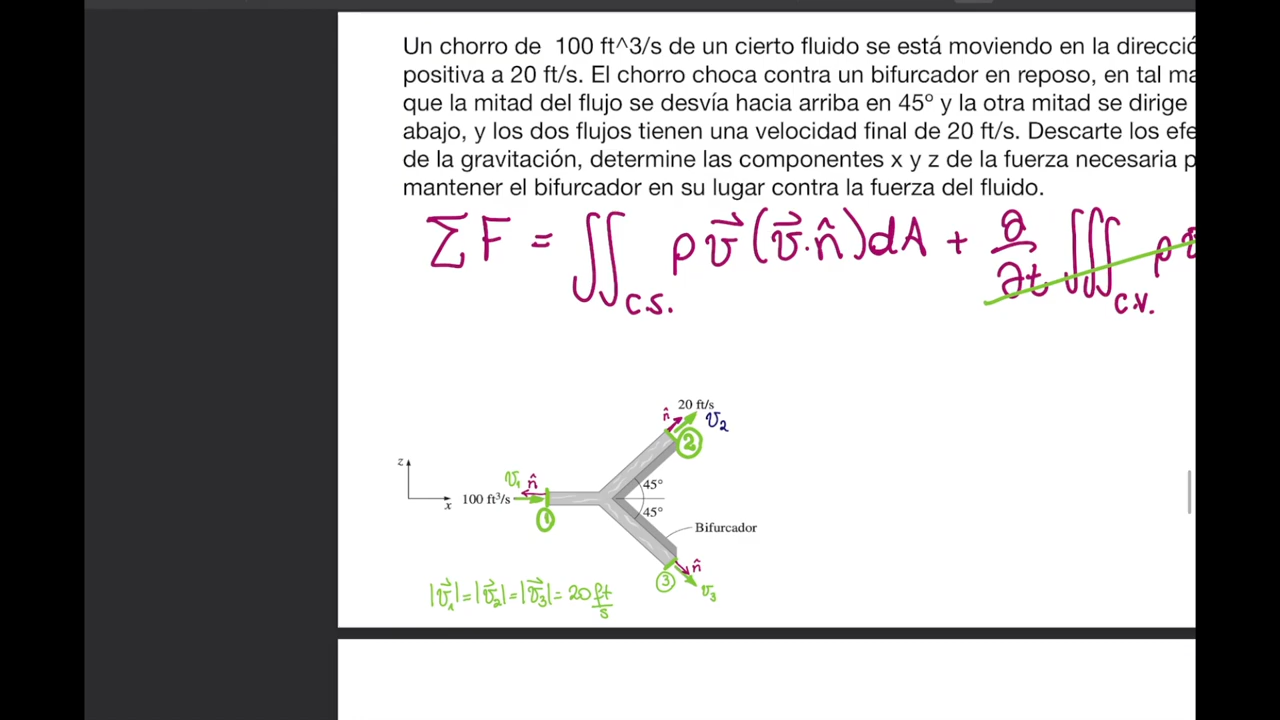 Un chorro de 100 ft^3/s de un cierto fluido se está moviendo en la direcció
positiva a 20 ft/s. El chorro choca contra un bifurcador en reposo, en tal ma
que la mitad del flujo se desvía hacia arriba en 45º y la otra mitad se dirige
abajo, y los dos flujos tienen una velocidad final de 20 ft/s. Descarte los efe
de la gravitación, determine las componentes x y z de la fuerza necesaria p
mantener el bifurcador en su lugar contra la fuerza del fluido.
∑F = ∬_{C.S.} ρ v⃗ (v⃗·n̂)dA + ∂/∂t ∭_{C.V.} ρ v
20 ft/s
n̂ v₂
②
z
v₁ n̂
45°
100 ft³/s
x
①
45°
Bifurcador
n̂
③ v₃
|v⃗₁|=|v⃗₂|=|v⃗₃|=20 ft/s